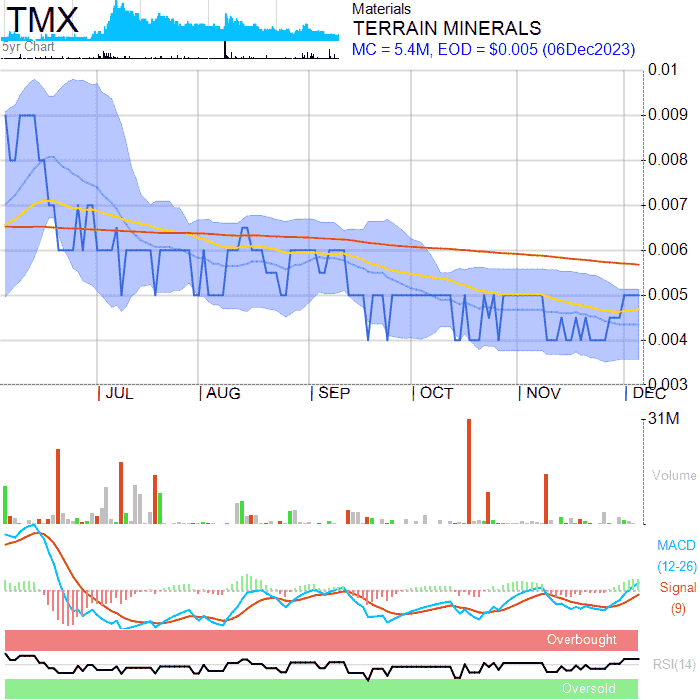 TMX
5yr Chart
Materials
TERRAIN MINERALS
MC = 5.4M, EOD = $0.005 (06Dec2023)
0.01
0.009
0.008
0.007
0.006
0.005
0.004
0.003
JUL AUG SEP OCT NOV DEC
31M
Volume
MACD
(12-26)
Signal
(9)
Overbought
RSI(14)
Oversold